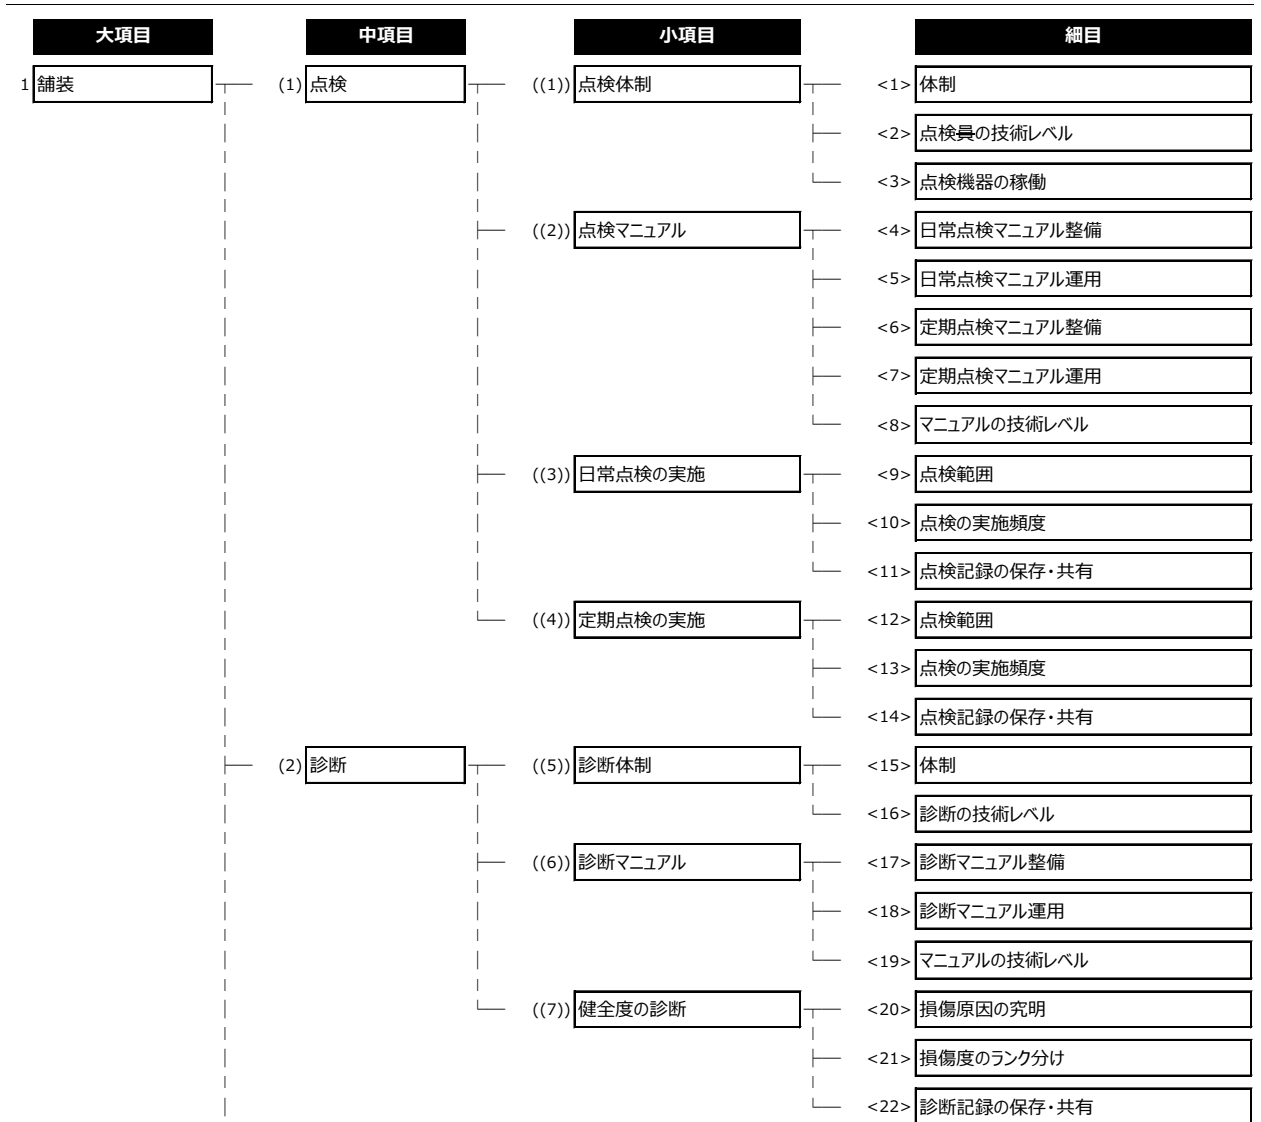 大項目 中項目 小項目 細目
1 舗装 (1) 点検 ((1)) 点検体制 <1> 体制
<2> 点検員の技術レベル
<3> 点検機器の稼働
((2)) 点検マニュアル <4> 日常点検マニュアル整備
<5> 日常点検マニュアル運用
<6> 定期点検マニュアル整備
<7> 定期点検マニュアル運用
<8> マニュアルの技術レベル
((3)) 日常点検の実施 <9> 点検範囲
<10> 点検の実施頻度
<11> 点検記録の保存・共有
((4)) 定期点検の実施 <12> 点検範囲
<13> 点検の実施頻度
<14> 点検記録の保存・共有
(2) 診断 ((5)) 診断体制 <15> 体制
<16> 診断の技術レベル
((6)) 診断マニュアル <17> 診断マニュアル整備
<18> 診断マニュアル運用
<19> マニュアルの技術レベル
((7)) 健全度の診断 <20> 損傷原因の究明
<21> 損傷度のランク分け
<22> 診断記録の保存・共有